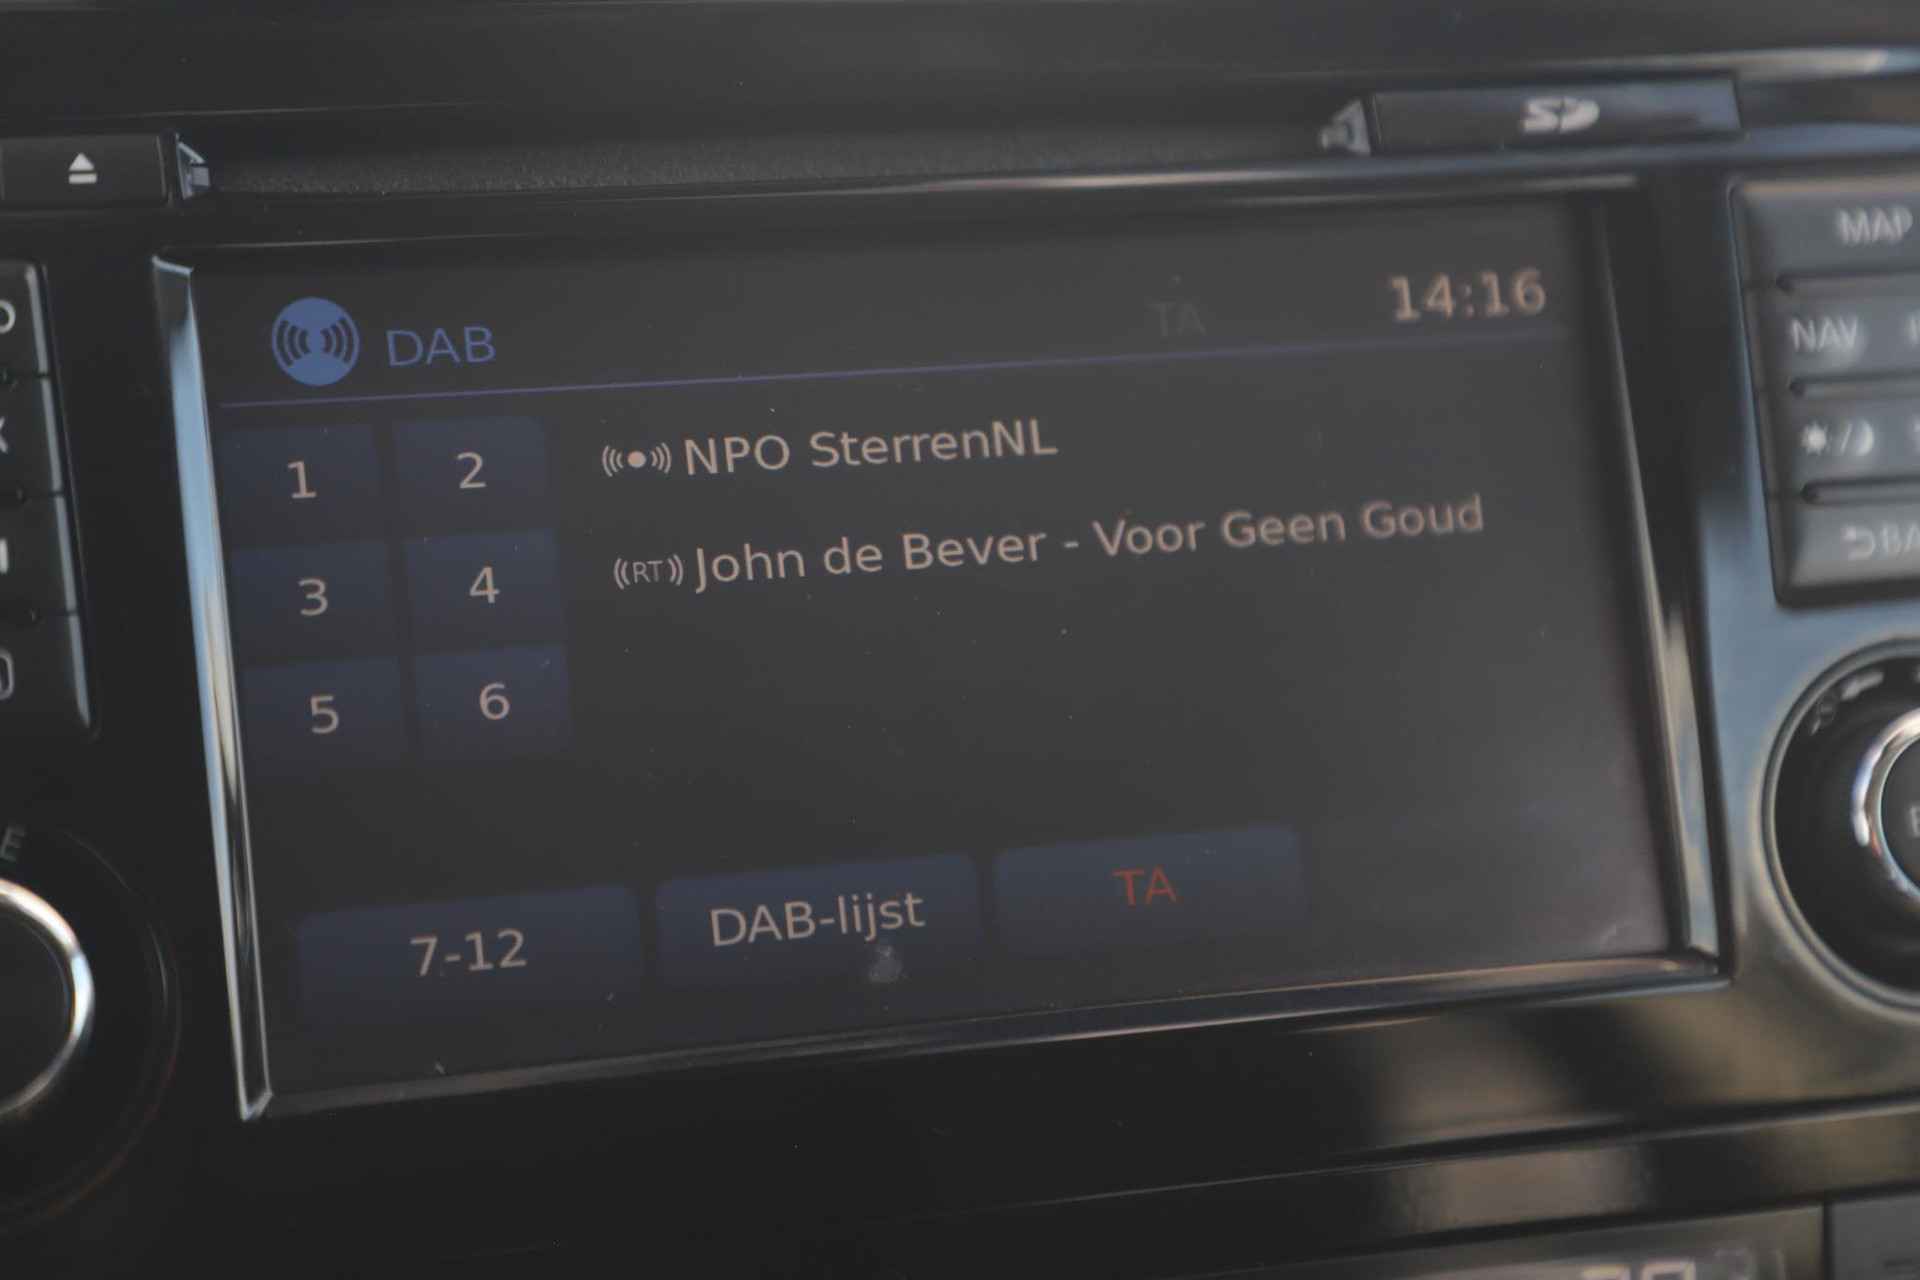 SD
MAP
DAB
TA
14:16
NAV
1 2
NPO SterrenNL
3 4
((RT)) John de Bever - Voor Geen Goud
5 6
7-12
DAB-lijst
TA